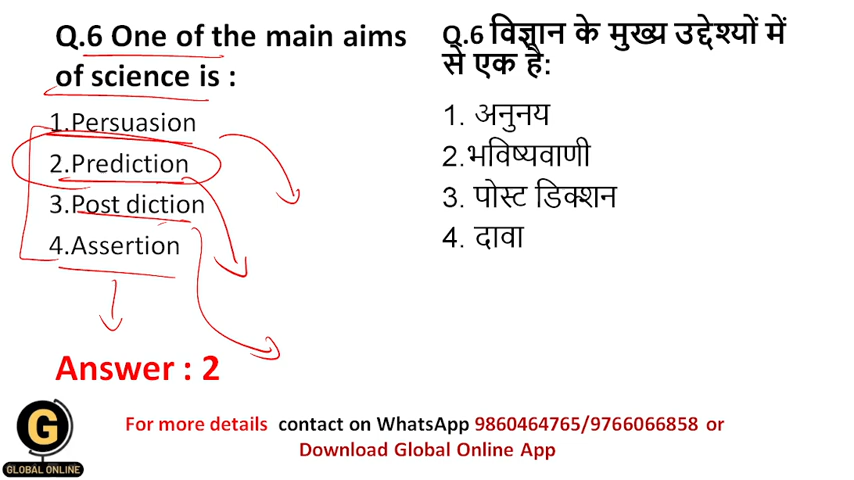 Q.6 One of the main aims
of science is :
1.Persuasion
2.Prediction
3.Post diction
4.Assertion
Answer : 2
Q.6 विज्ञान के मुख्य उद्देश्यों में
से एक है:
1. अनुनय
2.भविष्यवाणी
3. पोस्ट डिक्शन
4. दावा
G
GLOBAL ONLINE
For more details contact on WhatsApp 9860464765/9766066858 or
Download Global Online App